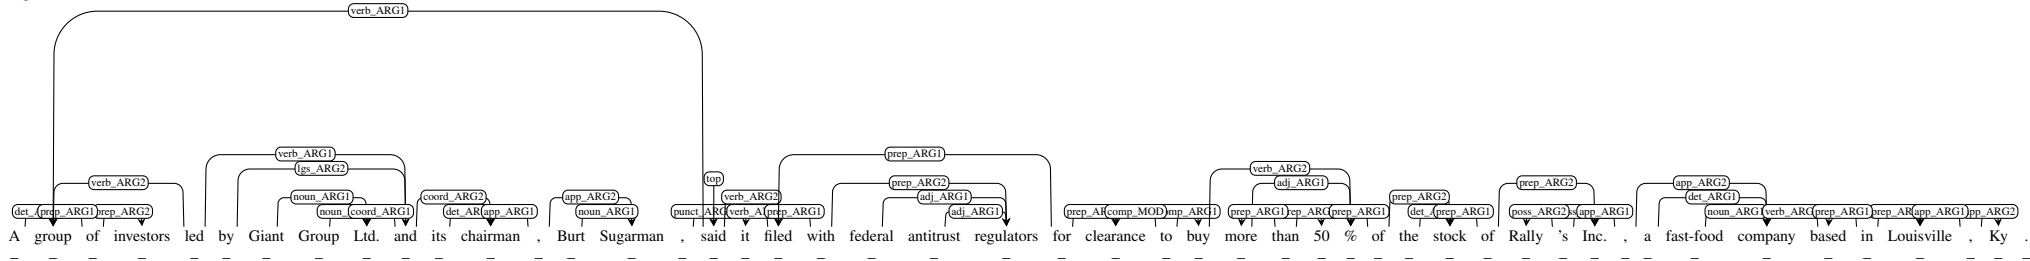 verb_ARG1
verb_ARG1 lgs_ARG2 prep_ARG1
top verb_ARG2
verb_ARG2 prep_ARG2 adj_ARG1
noun_ARG1 coord_ARG2 app_ARG2 noun_ARG1 verb_ARG2 adj_ARG1 prep_ARG2 prep_ARG2 app_ARG2 det_ARG1
prep_ARG1 prep_ARG2 coord_ARG1 app_ARG1 prep_ARG1 adj_ARG1 comp_MOD prep_ARG1 prep_ARG1 prep_ARG1 poss_ARG2 app_ARG1 prep_ARG1 app_ARG1
A group of investors led by Giant Group Ltd. and its chairman , Burt Sugarman , said it filed with federal antitrust regulators for clearance to buy more than 50 % of the stock of Rally 's Inc. , a fast-food company based in Louisville , Ky .